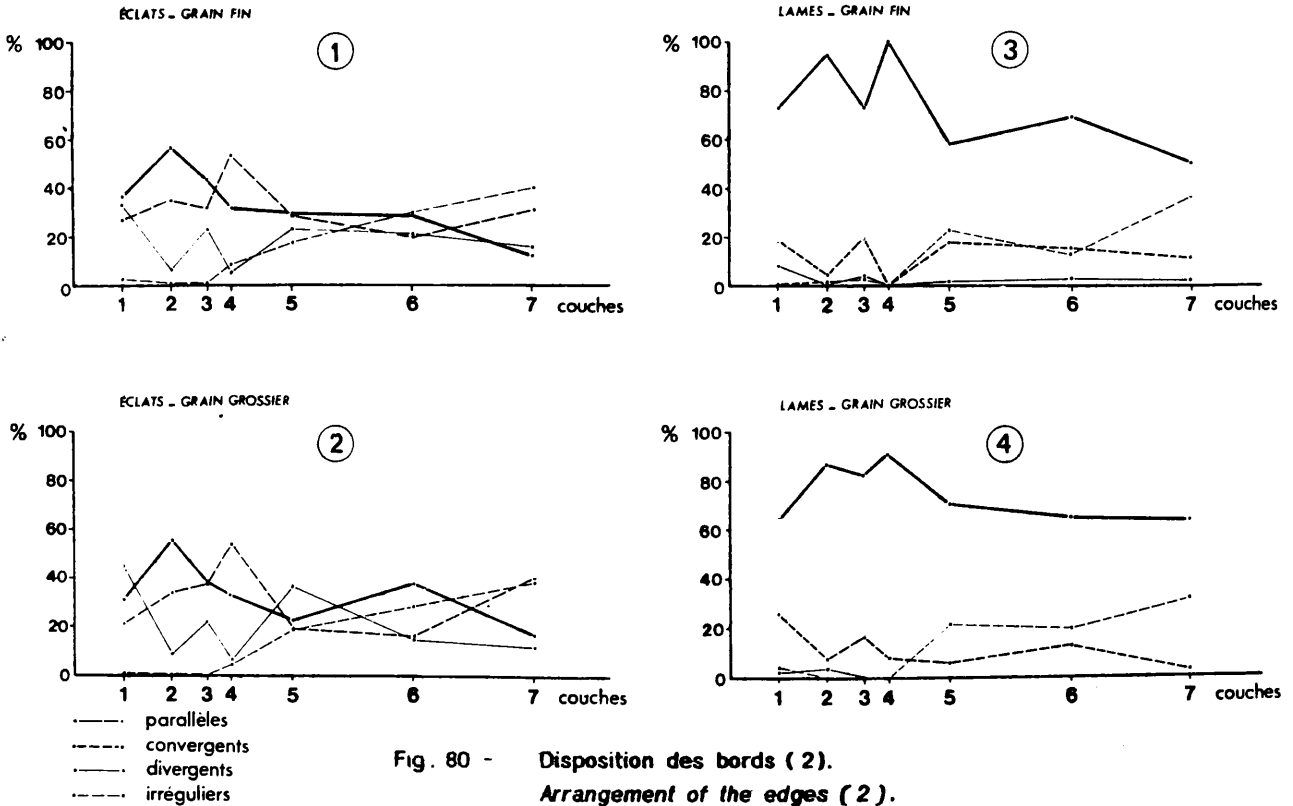 ÉCLATS - GRAIN FIN
% 100
80
60
40
20
0
1
1 2 3 4 5 6 7 couches
LAMES - GRAIN FIN
% 100
80
60
40
20
0
3
1 2 3 4 5 6 7 couches
ÉCLATS - GRAIN GROSSIER
% 100
80
60
40
20
0
2
1 2 3 4 5 6 7 couches
LAMES - GRAIN GROSSIER
% 100
80
60
40
20
0
4
1 2 3 4 5 6 7 couches
parallèles
convergents
divergents
irréguliers
Fig. 80 - Disposition des bords (2).
Arrangement of the edges (2).